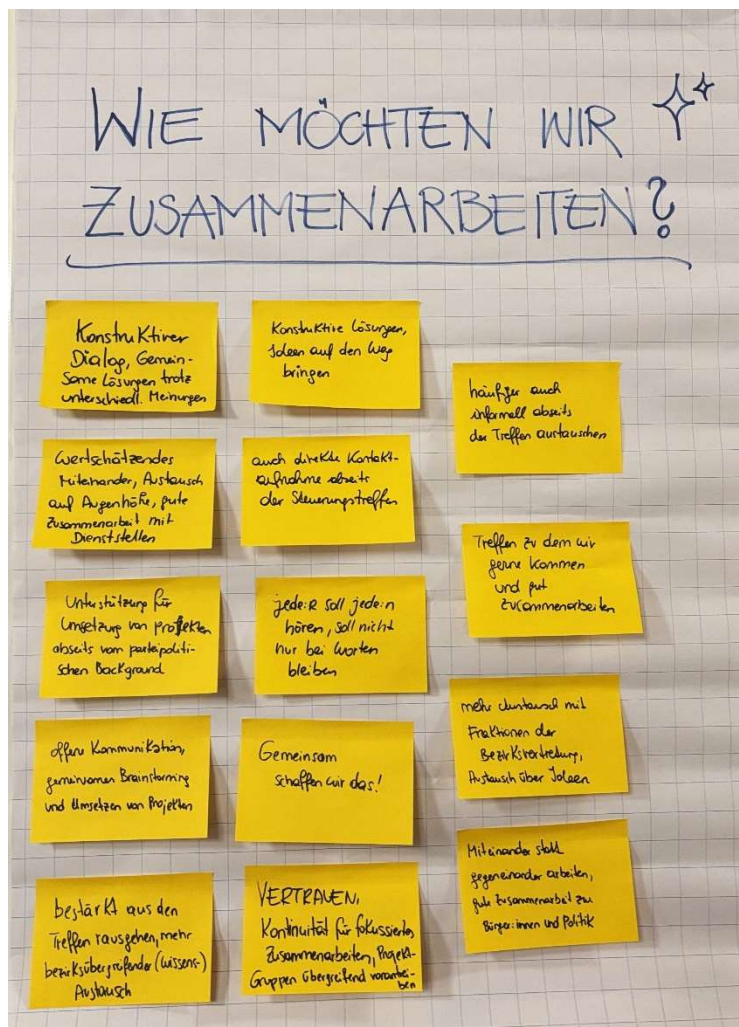 WIE MÖCHTEN WIR
ZUSAMMENARBEITEN?
Konstruktiver
Dialog, Gemein-
same Lösungen trotz
unterschiedl. Meinungen
Wertschätzendes
Miteinander, Austausch
auf Augenhöhe, gute
Zusammenarbeit mit
Dienststellen
Unterstützung für
Umsetzung von Projekten
abseits vom parteipoliti-
schen Background
offene Kommunikation,
gemeinsames Brainstorming
und Umsetzen von Projekten
bestärkt aus den
Treffen rausgehen, mehr
bezirksübergreifender (Wissens-)
Austausch
Konstruktive Lösungen,
Ideen auf den Weg
bringen
auch direkte Kontakt-
aufnahme abseits
der Steuerungstreffen
jede:R soll jede:n
hören, soll nicht
nur bei Worten
bleiben
Gemeinsam
schaffen wir das!
VERTRAUEN,
Kontinuität für fokussiertes
Zusammenarbeiten, Projekt-
Gruppen übergreifend vorarbei-
ben
häufiger auch
informell abseits
der Treffen austauschen
Treffen zu dem wir
gerne kommen
und gut
zusammenarbeiten
mehr Austausch mit
Fraktionen der
Bezirksvertretung,
Austausch über Ideen
Miteinander statt
gegeneinander arbeiten,
gute Zusammenarbeit zw.
Bürger:innen und Politik